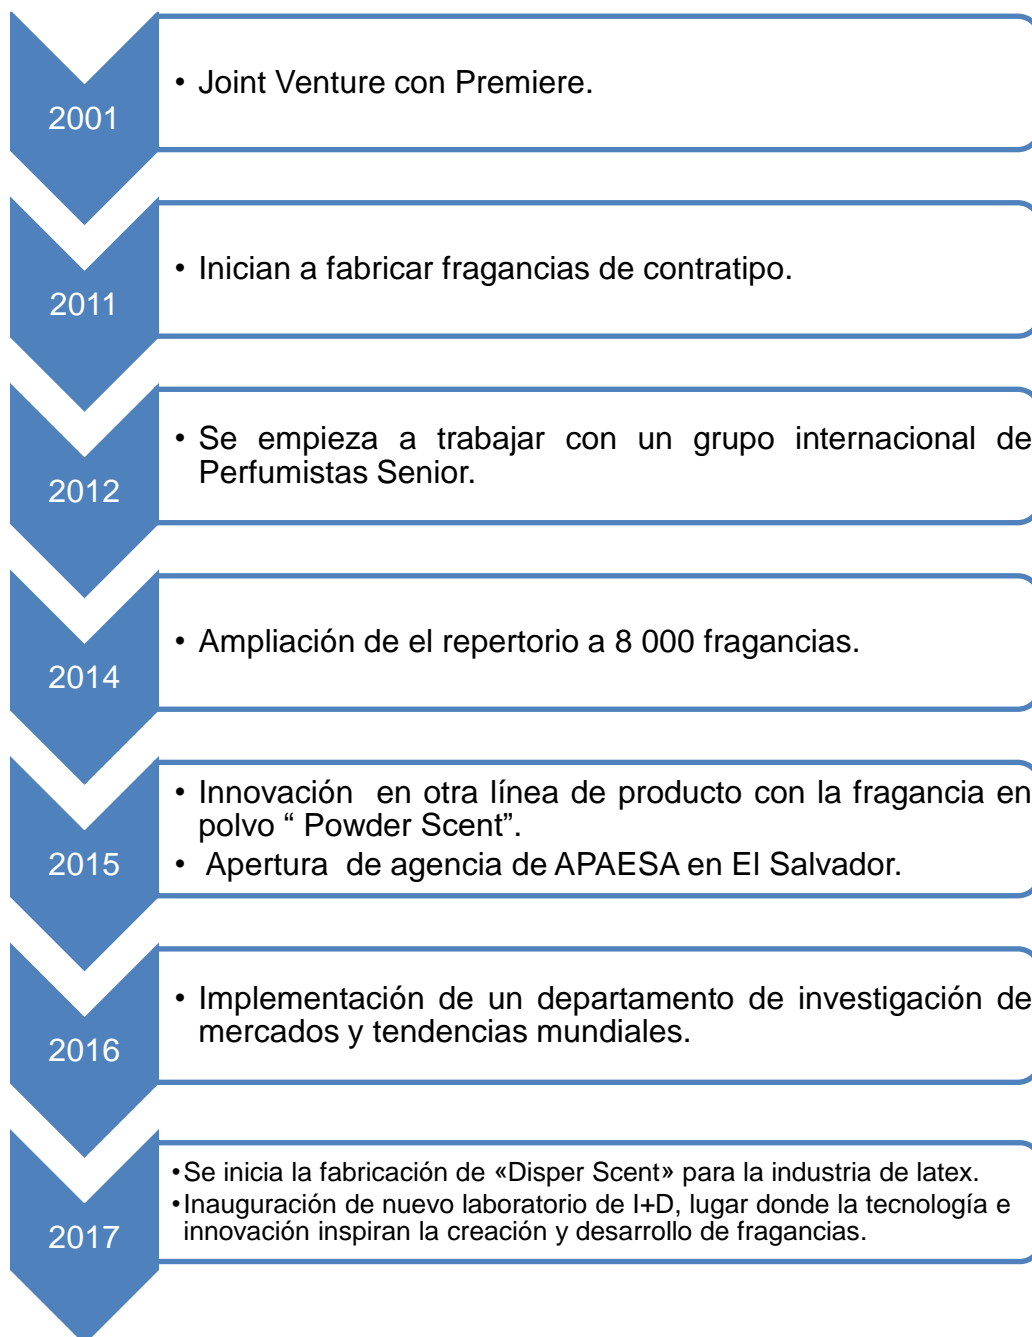 2001
• Joint Venture con Premiere.
2011
• Inician a fabricar fragancias de contratipo.
2012
• Se empieza a trabajar con un grupo internacional de
Perfumistas Senior.
2014
• Ampliación de el repertorio a 8 000 fragancias.
2015
• Innovación en otra línea de producto con la fragancia en
polvo “ Powder Scent”.
• Apertura de agencia de APAESA en El Salvador.
2016
• Implementación de un departamento de investigación de
mercados y tendencias mundiales.
2017
•Se inicia la fabricación de «Disper Scent» para la industria de latex.
•Inauguración de nuevo laboratorio de I+D, lugar donde la tecnología e
innovación inspiran la creación y desarrollo de fragancias.